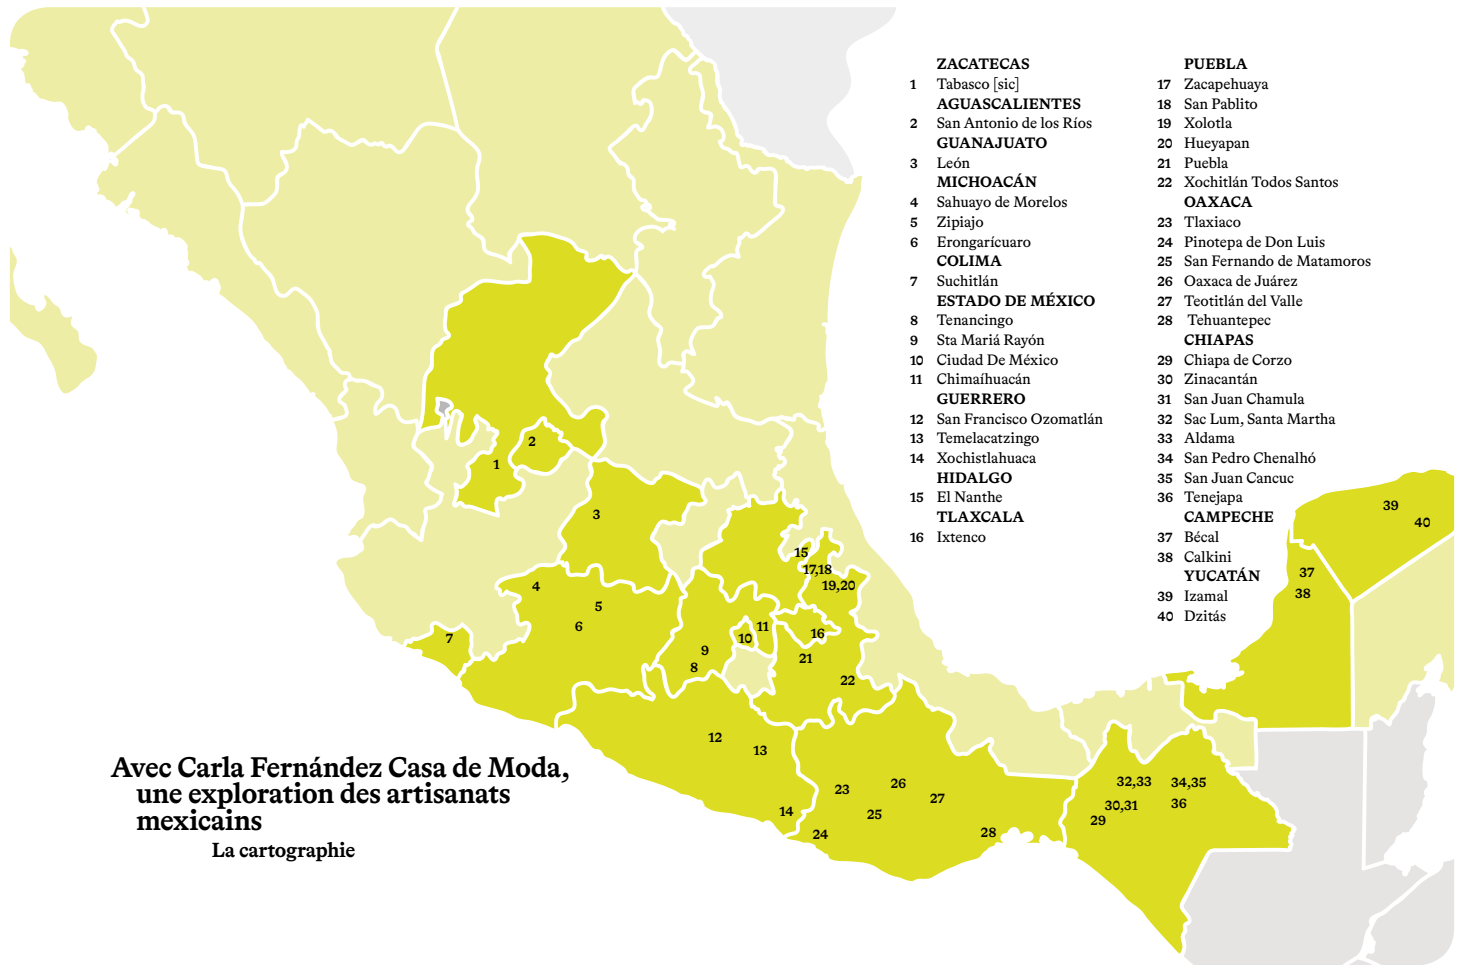 ZACATECAS
1 Tabasco [sic]
AGUASCALIENTES
2 San Antonio de los Ríos
GUANAJUATO
3 León
MICHOACÁN
4 Sahuayo de Morelos
5 Zipiajo
6 Erongarícuaro
COLIMA
7 Suchitlán
ESTADO DE MÉXICO
8 Tenancingo
9 Sta Mariá Rayón
10 Ciudad De México
11 Chimaíhuacán
GUERRERO
12 San Francisco Ozomatlán
13 Temelacatzingo
14 Xochistlahuaca
HIDALGO
15 El Nanthe
TLAXCALA
16 Ixtenco
PUEBLA
17 Zacapehuaya
18 San Pablito
19 Xolotla
20 Hueyapan
21 Puebla
22 Xochitlán Todos Santos
OAXACA
23 Tlaxiaco
24 Pinotepa de Don Luis
25 San Fernando de Matamoros
26 Oaxaca de Juárez
27 Teotitlán del Valle
28 Tehuantepec
CHIAPAS
29 Chiapa de Corzo
30 Zinacantán
31 San Juan Chamula
32 Sac Lum, Santa Martha
33 Aldama
34 San Pedro Chenalhó
35 San Juan Cancuc
36 Tenejapa
CAMPECHE
37 Bécal
38 Calkini
YUCATÁN
39 Izamal
40 Dzitás
2
1
3
39
40
15
17,18
37
4
19,20
38
5
6
11
16
7
10
9
21
8
22
12
13
32,33
34,35
26
23
27
30,31
36
14
25
29
24
28
Avec Carla Fernández Casa de Moda,
une exploration des artisanats
mexicains
La cartographie